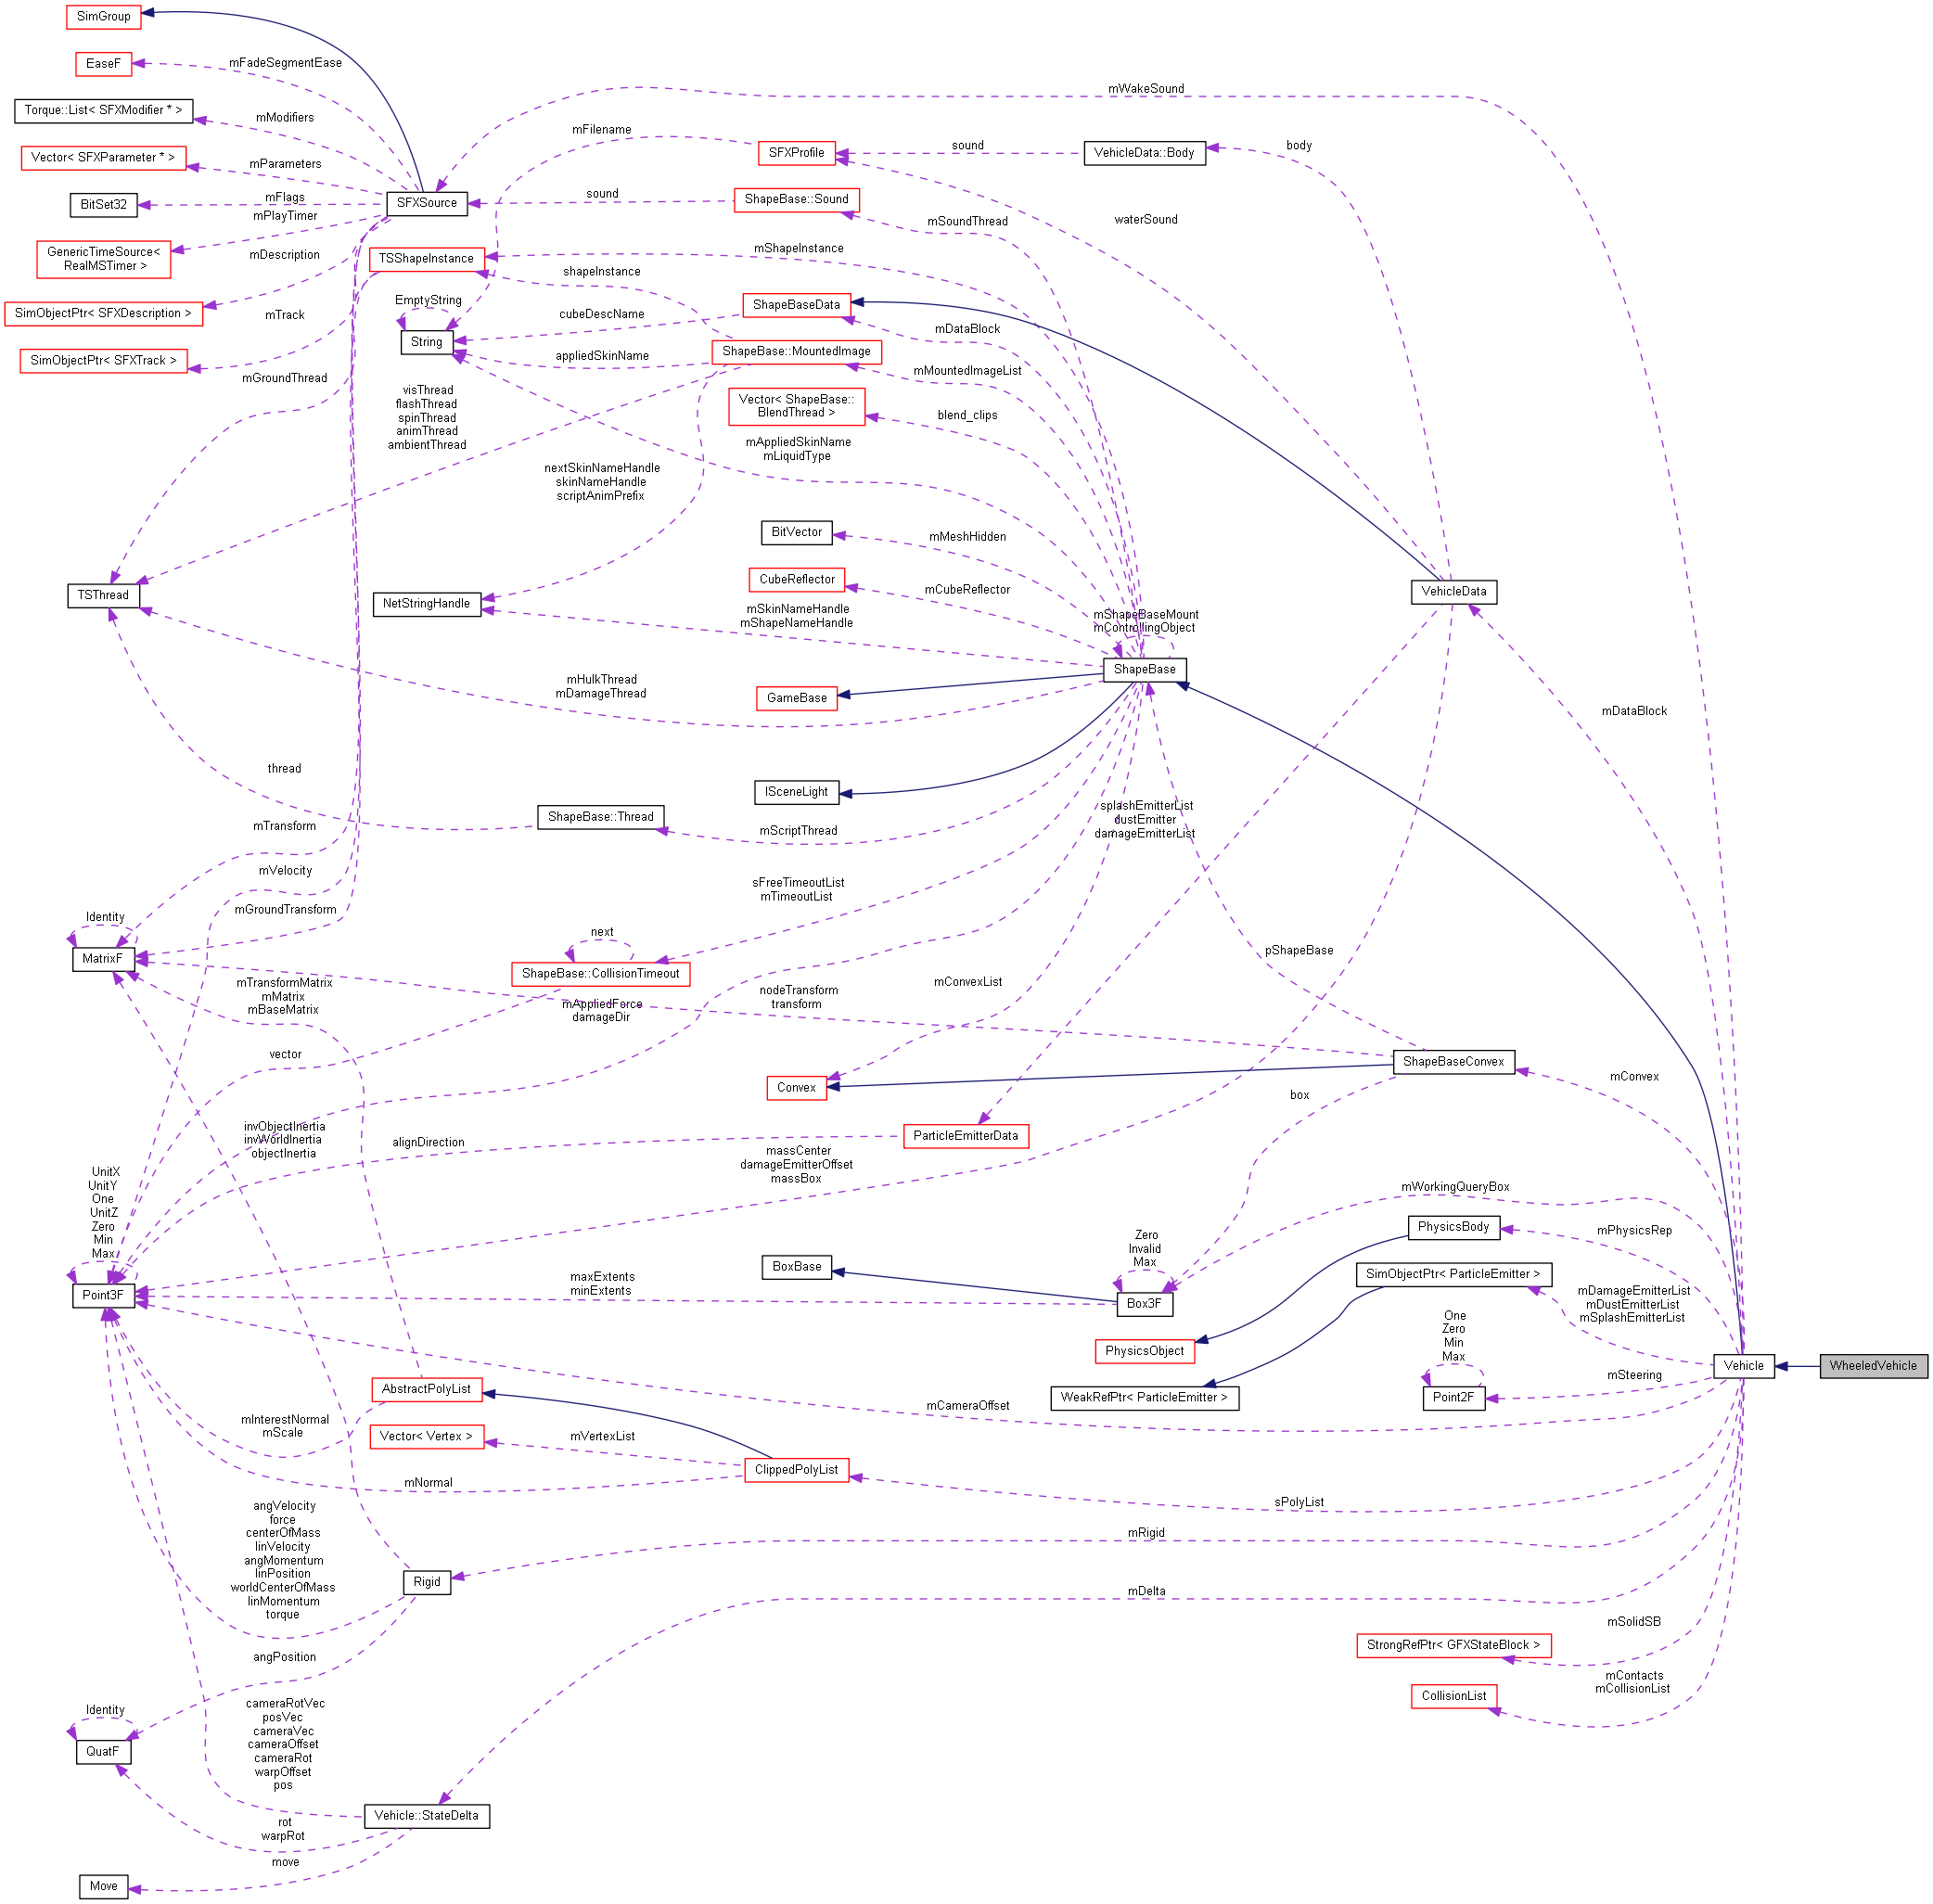 SimGroup
EaseF
mFadeSegmentEase
mWakeSound
Torque::List< SFXModifier * >
mModifiers
mFilename
Vector< SFXParameter * >
mParameters
SFXProfile
sound
VehicleData::Body
body
BitSet32
mFlags
SFXSource
sound
ShapeBase::Sound
mSoundThread
waterSound
mPlayTimer
GenericTimeSource<
RealMSTimer >
mDescription
TSShapeInstance
mShapeInstance
shapeInstance
SimObjectPtr< SFXDescription >
mTrack
EmptyString
String
cubeDescName
ShapeBaseData
mDataBlock
SimObjectPtr< SFXTrack >
appliedSkinName
ShapeBase::MountedImage
mMountedImageList
mGroundThread
visThread
flashThread
spinThread
animThread
ambientThread
Vector< ShapeBase::
BlendThread >
blend_clips
mAppliedSkinName
mLiquidType
nextSkinNameHandle
skinNameHandle
scriptAnimPrefix
BitVector
mMeshHidden
TSThread
NetStringHandle
CubeReflector
mCubeReflector
VehicleData
mSkinNameHandle
mShapeNameHandle
mShapeBaseMount
mControllingObject
ShapeBase
mHulkThread
mDamageThread
GameBase
mDataBlock
thread
ISceneLight
ShapeBase::Thread
mScriptThread
splashEmitterList
dustEmitter
damageEmitterList
mTransform
mVelocity
mGroundTransform
sFreeTimeoutList
mTimeoutList
Identity
MatrixF
next
ShapeBase::CollisionTimeout
pShapeBase
mTransformMatrix
mMatrix
mBaseMatrix
mAppliedForce
damageDir
nodeTransform
transform
mConvexList
vector
Convex
ShapeBaseConvex
mConvex
box
invObjectInertia
invWorldInertia
objectInertia
alignDirection
ParticleEmitterData
massCenter
damageEmitterOffset
massBox
UnitX
UnitY
One
UnitZ
Zero
Min
Max
Point3F
mWorkingQueryBox
PhysicsBody
mPhysicsRep
BoxBase
Zero
Invalid
Max
Box3F
maxExtents
minExtents
SimObjectPtr< ParticleEmitter >
mDamageEmitterList
mDustEmitterList
mSplashEmitterList
PhysicsObject
One
Zero
Min
Max
Point2F
WeakRefPtr< ParticleEmitter >
mSteering
Vehicle
WheeledVehicle
AbstractPolyList
mCameraOffset
mInterestNormal
mScale
Vector< Vertex >
mVertexList
ClippedPolyList
mNormal
sPolyList
angVelocity
force
centerOfMass
linVelocity
angMomentum
linPosition
worldCenterOfMass
linMomentum
torque
Rigid
mRigid
mDelta
angPosition
StrongRefPtr< GFXStateBlock >
mSolidSB
CollisionList
mContacts
mCollisionList
Identity
QuatF
cameraRotVec
posVec
cameraVec
cameraOffset
cameraRot
warpOffset
pos
Vehicle::StateDelta
rot
warpRot
move
Move